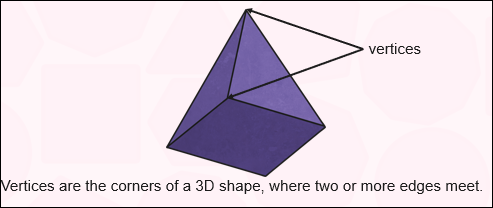 vertices
Vertices are the corners of a 3D shape, where two or more edges meet.